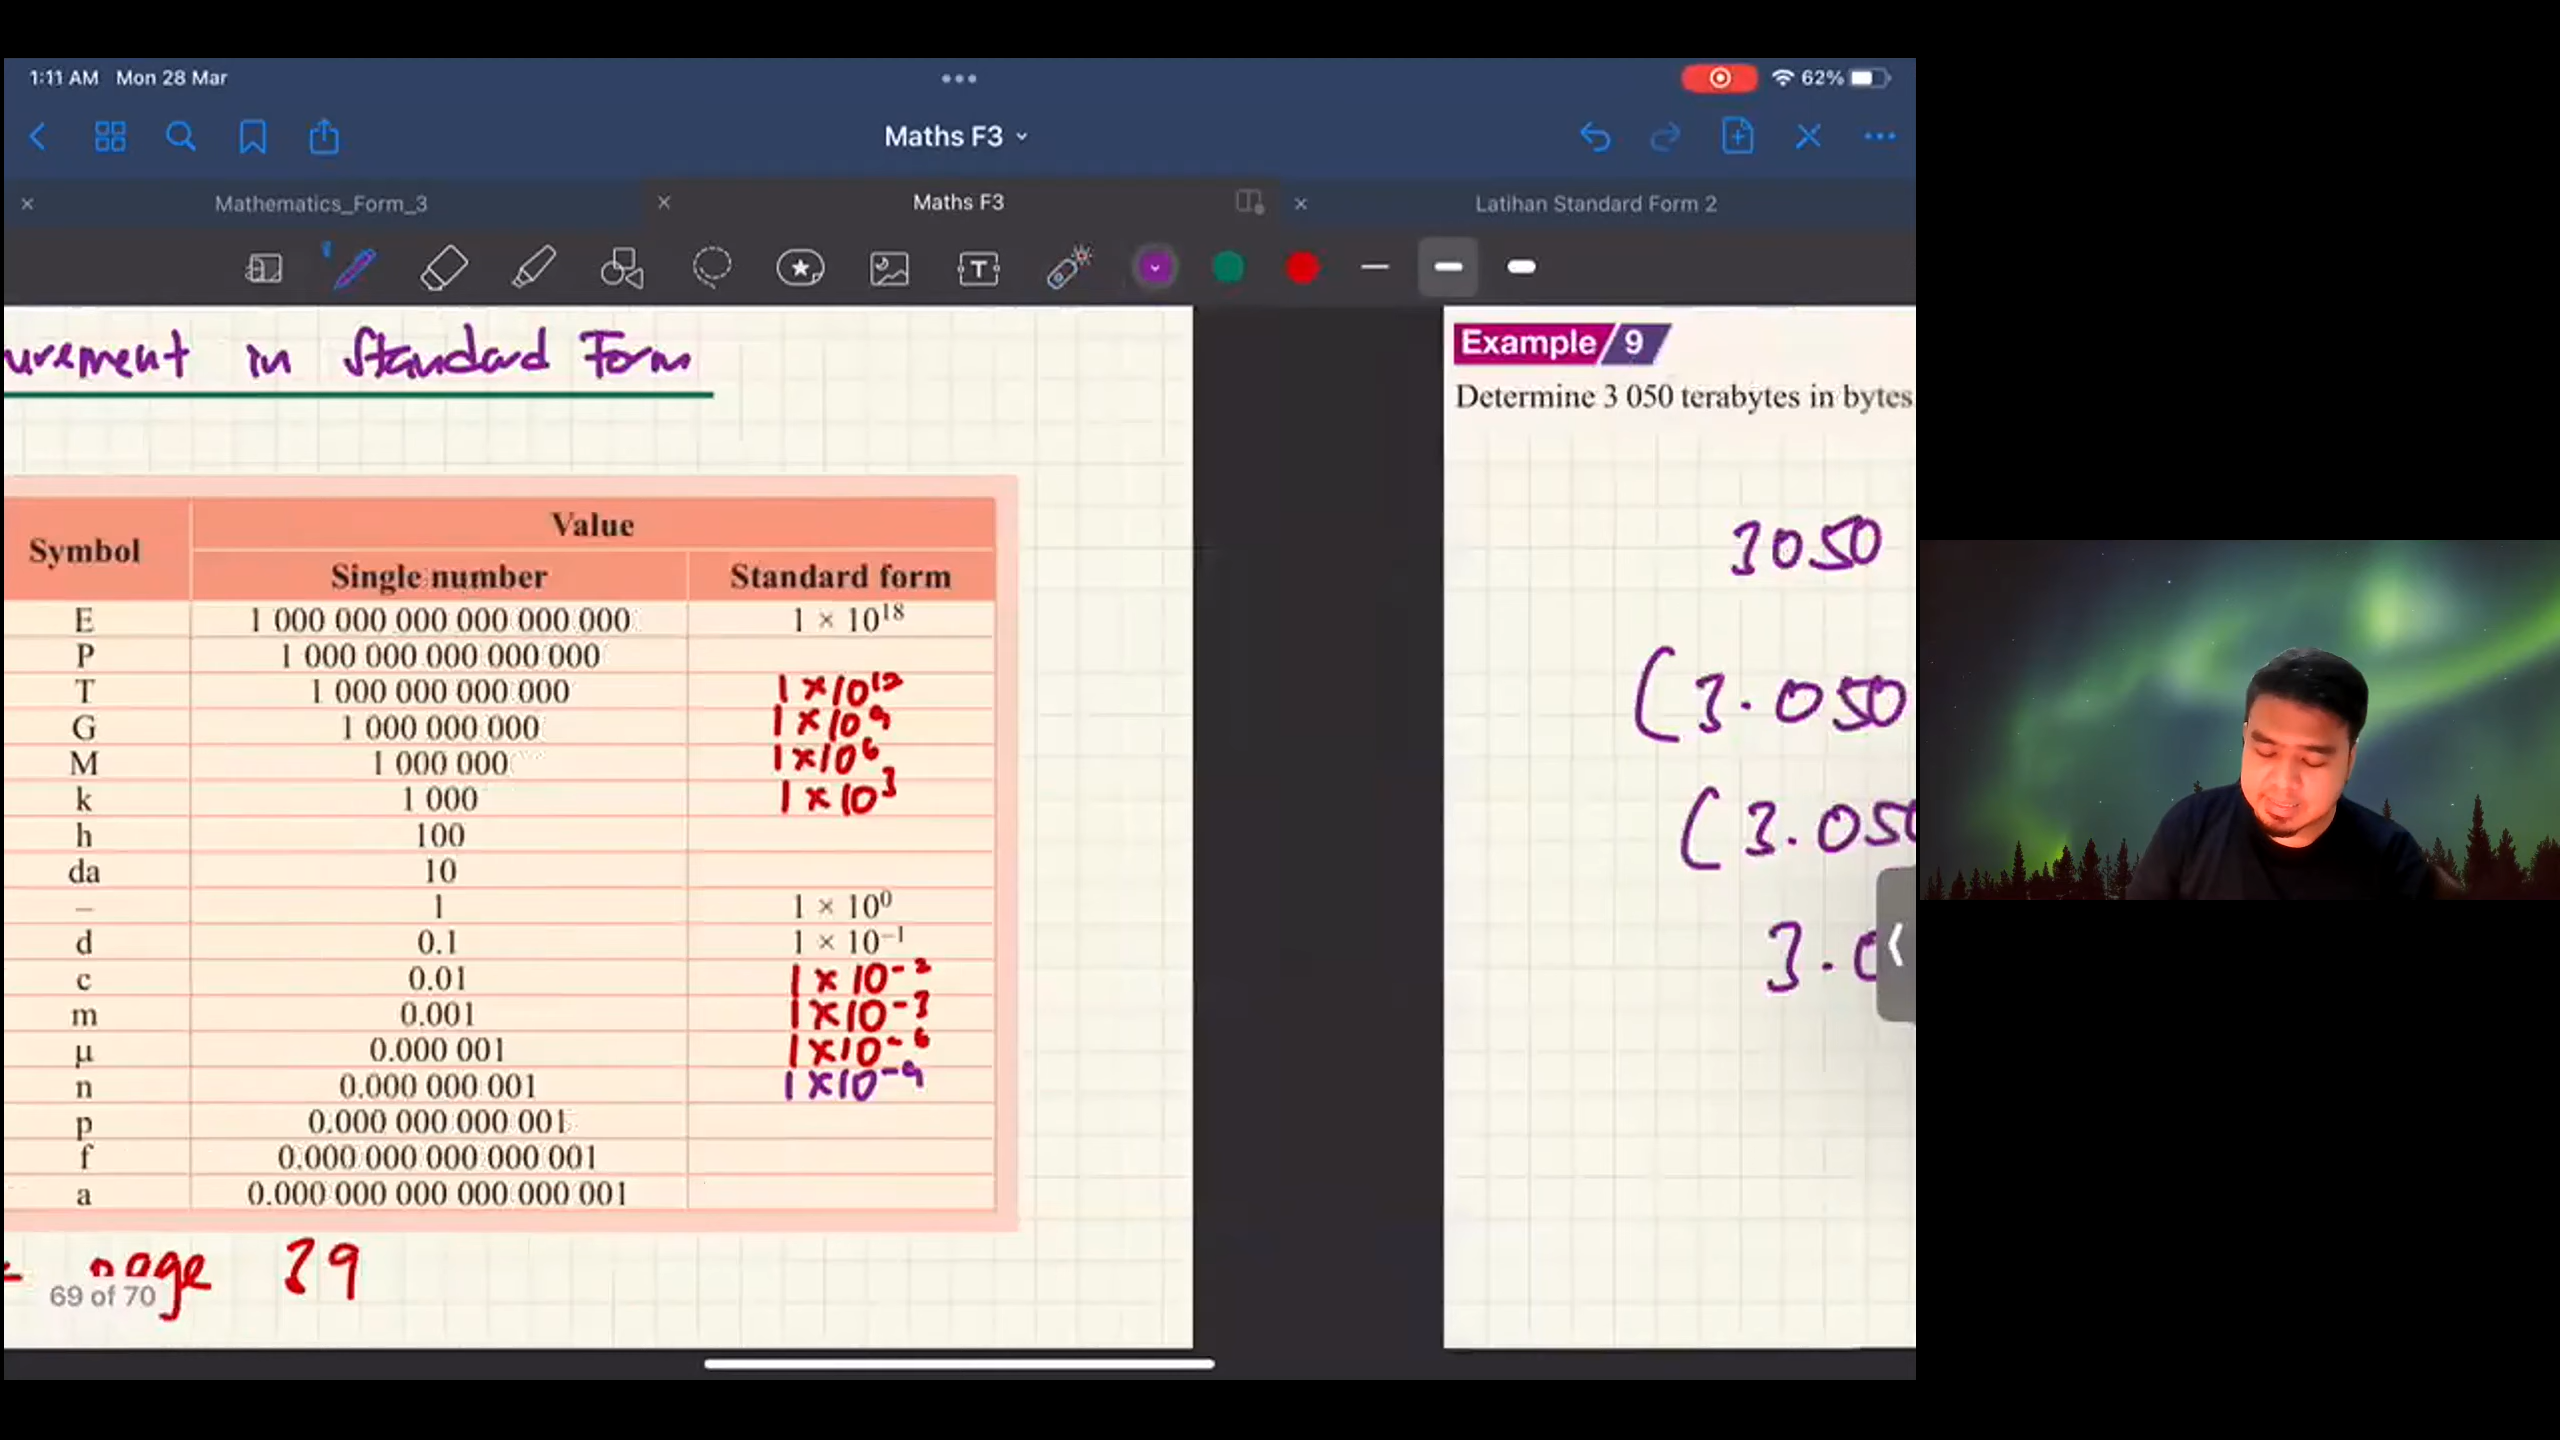 1:11 AM Mon 28 Mar
62%
Maths F3
Mathematics_Form_3
Maths F3
Latihan Standard Form 2
urement in Standard Form
Symbol
Value
Single number
Standard form
E 1 000 000 000 000 000 000 1 × 10¹⁸
P 1 000 000 000 000 000
T 1 000 000 000 000 1 × 10¹²
G 1 000 000 000 1 × 10⁹
M 1 000 000 1 × 10⁶
k 1 000 1 × 10³
h 100
da 10
– 1 1 × 10⁰
d 0.1 1 × 10⁻¹
c 0.01 1 × 10⁻²
m 0.001 1 × 10⁻³
μ 0.000 001 1 × 10⁻⁶
n 0.000 000 001 1 × 10⁻⁹
p 0.000 000 000 001
f 0.000 000 000 000 001
a 0.000 000 000 000 000 001
page 39
69 of 70
Example 9
Determine 3 050 terabytes in bytes
3050
(3.050
(3.050
3.0